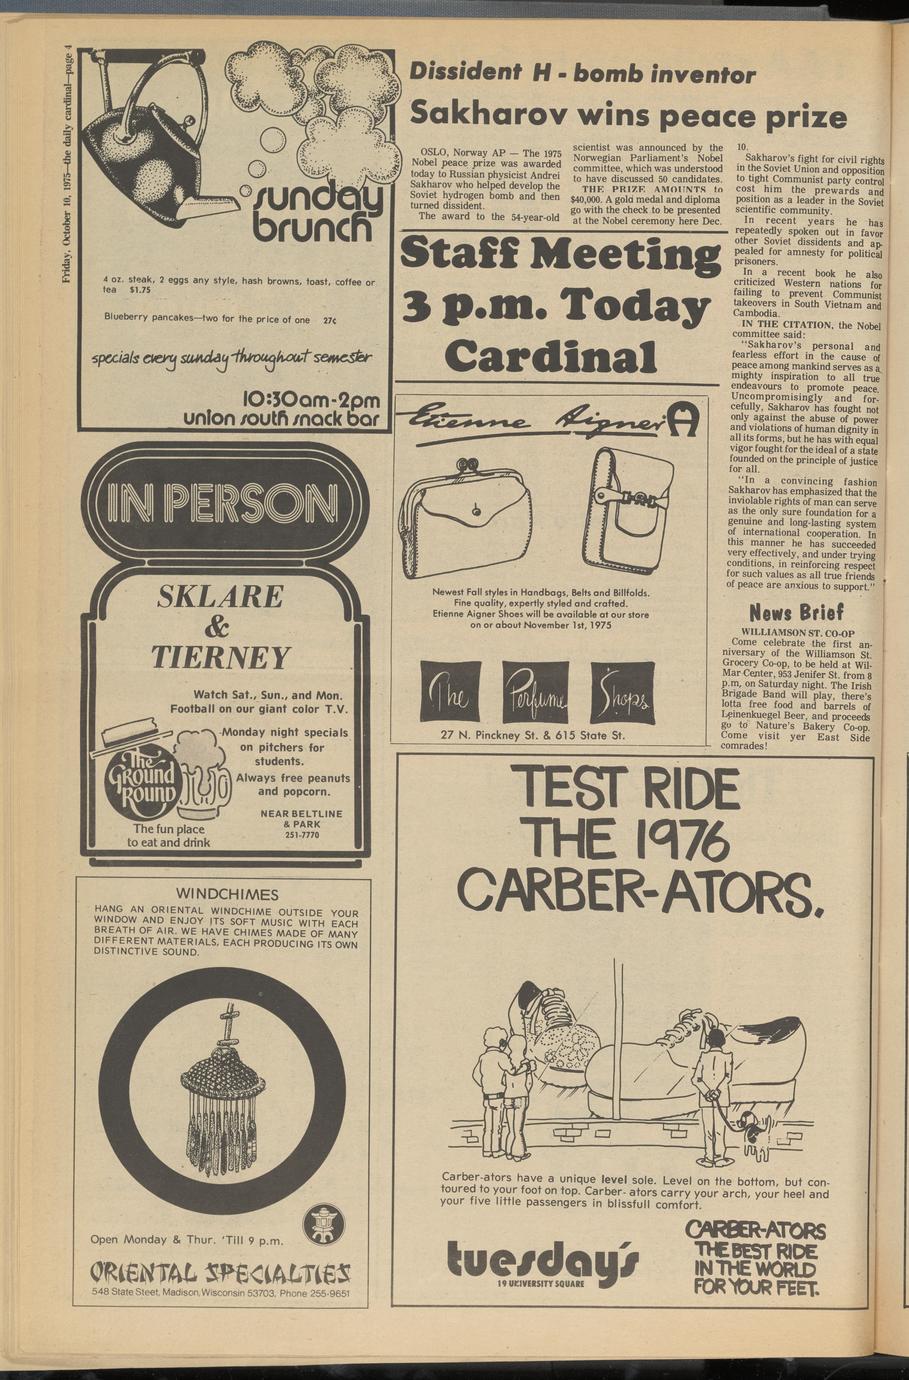 Friday, October 10, 1975—the daily cardinal—page 4
sunday
brunch
4 oz. steak, 2 eggs any style, hash browns, toast, coffee or
tea $1.75
Blueberry pancakes—two for the price of one 27¢
specials every sunday throughout semester
10:30am-2pm
union south snack bar
IN PERSON
SKLARE
&
TIERNEY
Watch Sat., Sun., and Mon.
Football on our giant color T.V.
Monday night specials
on pitchers for
students.
Always free peanuts
and popcorn.
The
Ground
Round
The fun place
to eat and drink
NEAR BELTLINE
& PARK
251-7770
WINDCHIMES
HANG AN ORIENTAL WINDCHIME OUTSIDE YOUR
WINDOW AND ENJOY ITS SOFT MUSIC WITH EACH
BREATH OF AIR. WE HAVE CHIMES MADE OF MANY
DIFFERENT MATERIALS, EACH PRODUCING ITS OWN
DISTINCTIVE SOUND.
Open Monday & Thur. 'Till 9 p.m.
ORIENTAL SPECIALTIES
548 State Steet, Madison, Wisconsin 53703, Phone 255-9651
Dissident H - bomb inventor
Sakharov wins peace prize
OSLO, Norway AP — The 1975
Nobel peace prize was awarded
today to Russian physicist Andrei
Sakharov who helped develop the
Soviet hydrogen bomb and then
turned dissident.
The award to the 54-year-old
scientist was announced by the
Norwegian Parliament's Nobel
committee, which was understood
to have discussed 50 candidates.
THE PRIZE AMOUNTS to
$40,000. A gold medal and diploma
go with the check to be presented
at the Nobel ceremony here Dec.
10.
Sakharov's fight for civil rights
in the Soviet Union and opposition
to tight Communist party control
cost him the prewards and
position as a leader in the Soviet
scientific community.
In recent years he has
repeatedly spoken out in favor
other Soviet dissidents and ap-
pealed for amnesty for political
prisoners.
In a recent book he also
criticized Western nations for
failing to prevent Communist
takeovers in South Vietnam and
Cambodia.
IN THE CITATION, the Nobel
committee said:
"Sakharov's personal and
fearless effort in the cause of
peace among mankind serves as a
mighty inspiration to all true
endeavours to promote peace.
Uncompromisingly and for-
cefully, Sakharov has fought not
only against the abuse of power
and violations of human dignity in
all its forms, but he has with equal
vigor fought for the ideal of a state
founded on the principle of justice
for all.
"In a convincing fashion
Sakharov has emphasized that the
inviolable rights of man can serve
as the only sure foundation for a
genuine and long-lasting system
of international cooperation. In
this manner he has succeeded
very effectively, and under trying
conditions, in reinforcing respect
for such values as all true friends
of peace are anxious to support."
Staff Meeting
3 p.m. Today
Cardinal
Etienne Aigner A
Newest Fall styles in Handbags, Belts and Billfolds.
Fine quality, expertly styled and crafted.
Etienne Aigner Shoes will be available at our store
on or about November 1st, 1975
The Perfume Shops
27 N. Pinckney St. & 615 State St.
News Brief
WILLIAMSON ST. CO-OP
Come celebrate the first an-
niversary of the Williamson St.
Grocery Co-op, to be held at Wil-
Mar Center, 953 Jenifer St. from 8
p.m, on Saturday night. The Irish
Brigade Band will play, there's
lotta free food and barrels of
Leinenkuegel Beer, and proceeds
go to Nature's Bakery Co-op.
Come visit yer East Side
comrades!
TEST RIDE
THE 1976
CARBER-ATORS.
Carber-ators have a unique level sole. Level on the bottom, but con-
toured to your foot on top. Carber- ators carry your arch, your heel and
your five little passengers in blissfull comfort.
tuesday's
19 UNIVERSITY SQUARE
CARBER-ATORS
THE BEST RIDE
IN THE WORLD
FOR YOUR FEET.